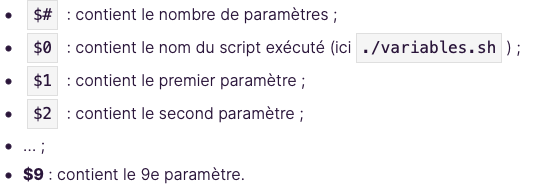 • $# : contient le nombre de paramètres ;
• $0 : contient le nom du script exécuté (ici ./variables.sh ) ;
• $1 : contient le premier paramètre ;
• $2 : contient le second paramètre ;
• ... ;
• $9 : contient le 9e paramètre.